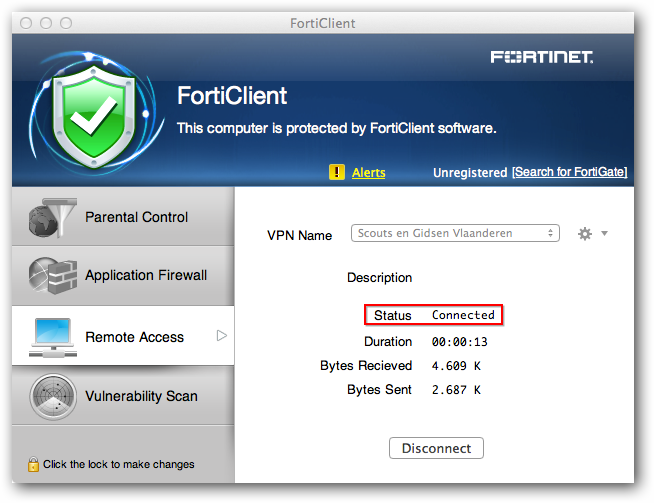 FortiClient
FORTINET.
FortiClient
This computer is protected by FortiClient software.
! Alerts
Unregistered [Search for FortiGate]
Parental Control
Application Firewall
Remote Access
Vulnerability Scan
Click the lock to make changes
VPN Name Scouts en Gidsen Vlaanderen
Description
Status Connected
Duration 00:00:13
Bytes Recieved 4.609 K
Bytes Sent 2.687 K
Disconnect